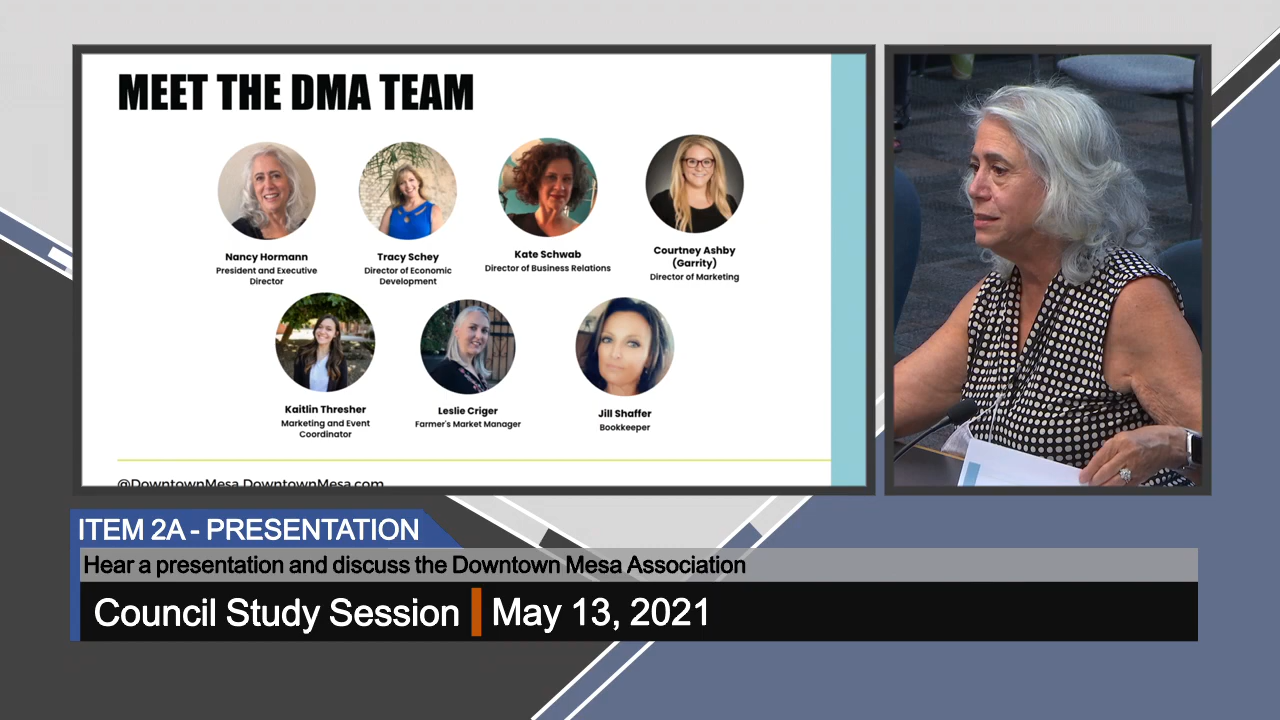 MEET THE DMA TEAM
Nancy Hormann
President and Executive
Director
Tracy Schey
Director of Economic
Development
Kate Schwab
Director of Business Relations
Courtney Ashby
(Garrity)
Director of Marketing
Kaitlin Thresher
Marketing and Event
Coordinator
Leslie Criger
Farmer's Market Manager
Jill Shaffer
Bookkeeper
@DowntownMesa DowntownMesa.com
ITEM 2A - PRESENTATION
Hear a presentation and discuss the Downtown Mesa Association
Council Study Session
May 13, 2021